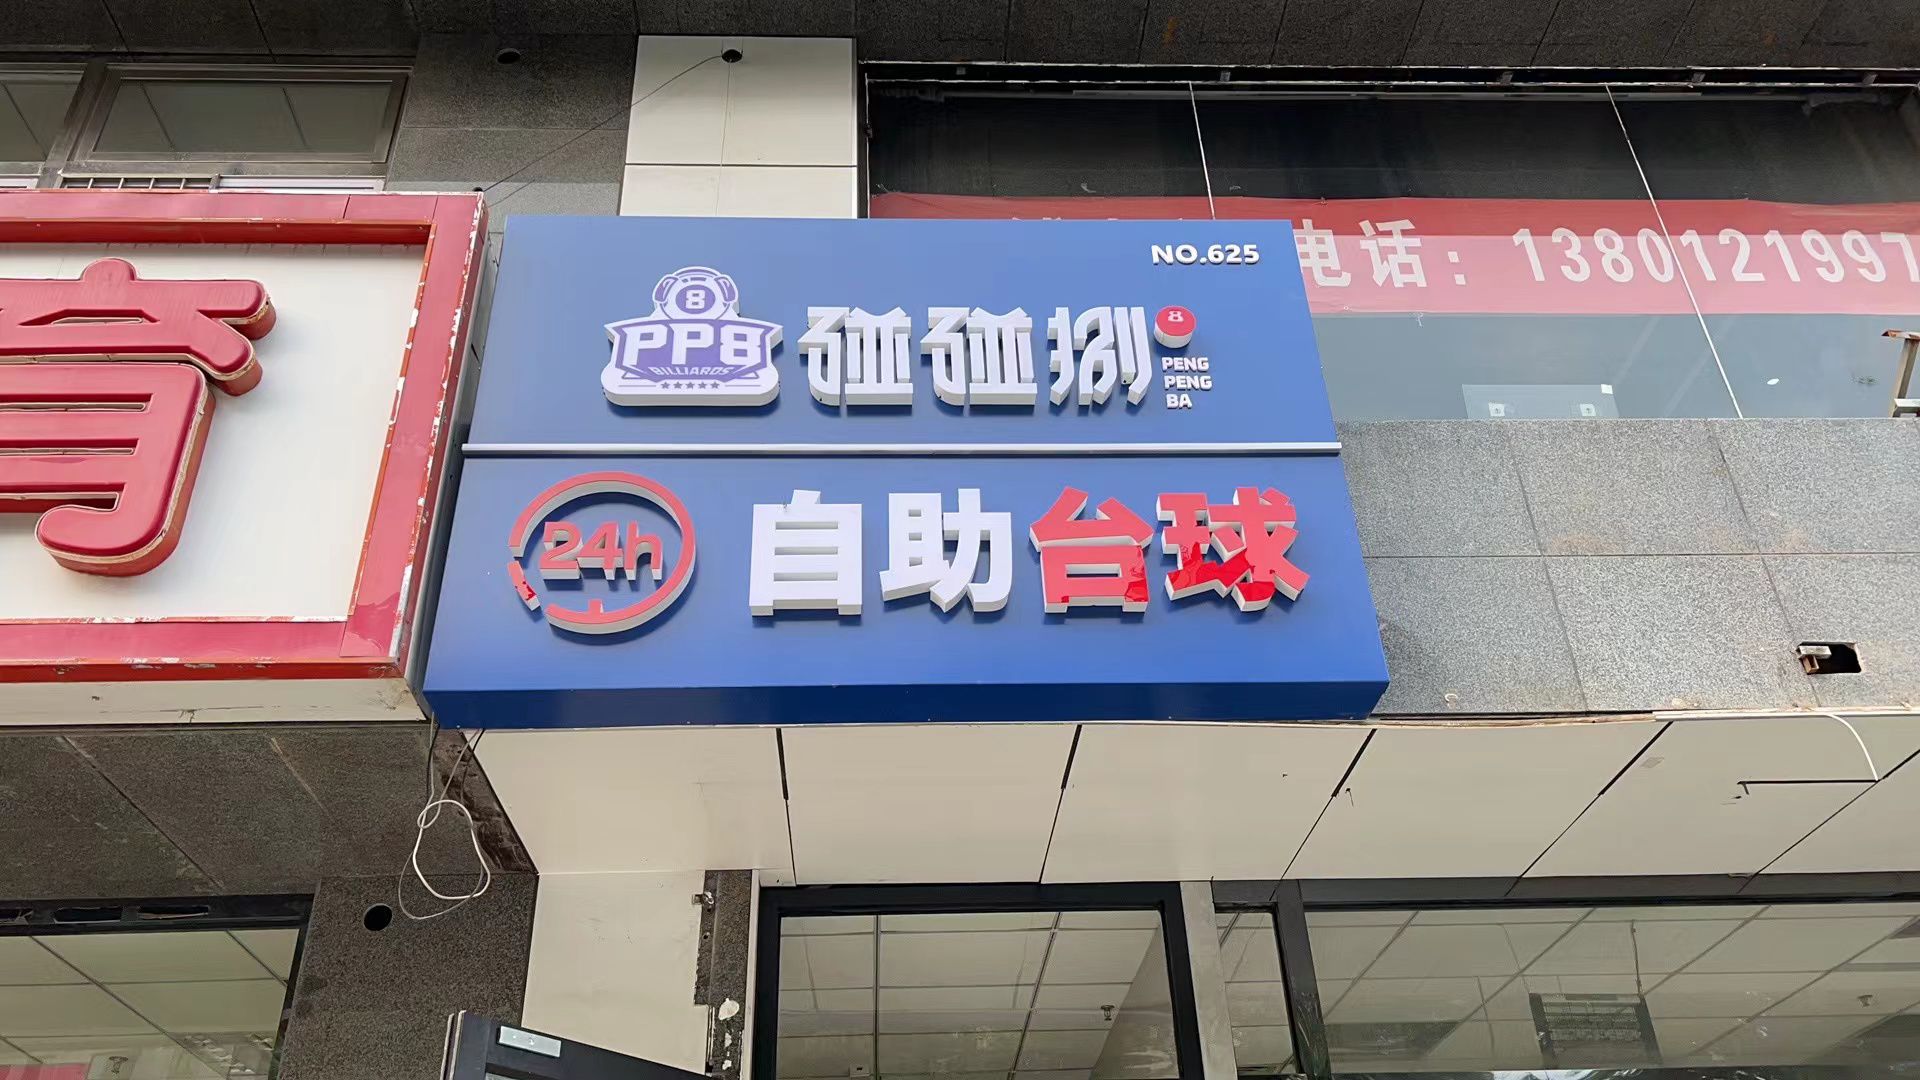 NO.625
8
PP8
BILLIARDS
碰碰捌
8
PENG
PENG
BA
24h
自助台球
电话：1380121997
育